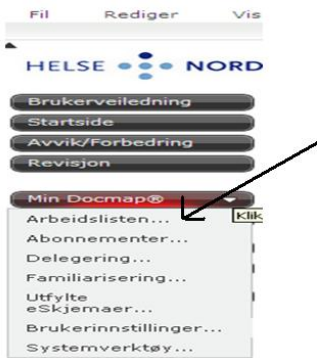 Fil Rediger Vis
HELSE NORD
Brukerveiledning
Startside
Avvik/Forbedring
Revisjon
Min Docmap®
Arbeidslisten... Klik
Abonnementer...
Delegering...
Familiarisering...
Utfylte
eSkjemaer...
Brukerinnstillinger...
Systemverktøy...